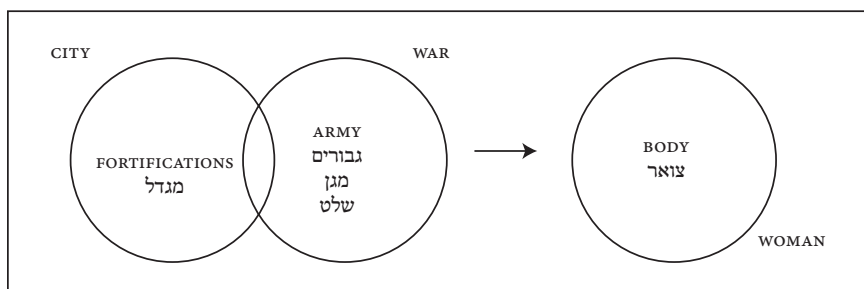 CITY
WAR
FORTIFICATIONS
מגדל
ARMY
גבורים
מגן
שלט
BODY
צואר
WOMAN